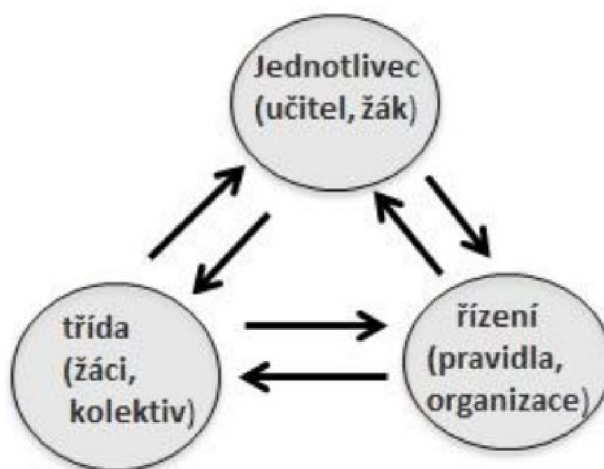 Jednotlivec
(učitel, žák)
třída
(žáci,
kolektiv)
řízení
(pravidla,
organizace)